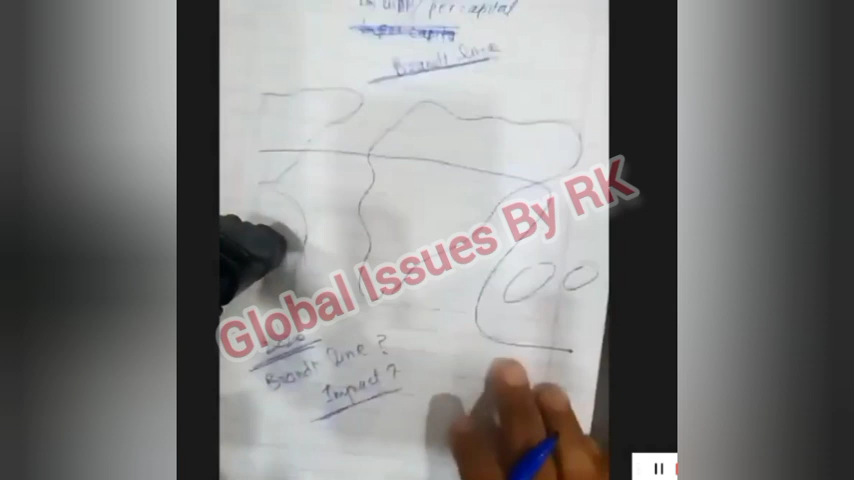 per capital
Brandt Line
Global Issues By RK
Brandt Line ?
Impact ?